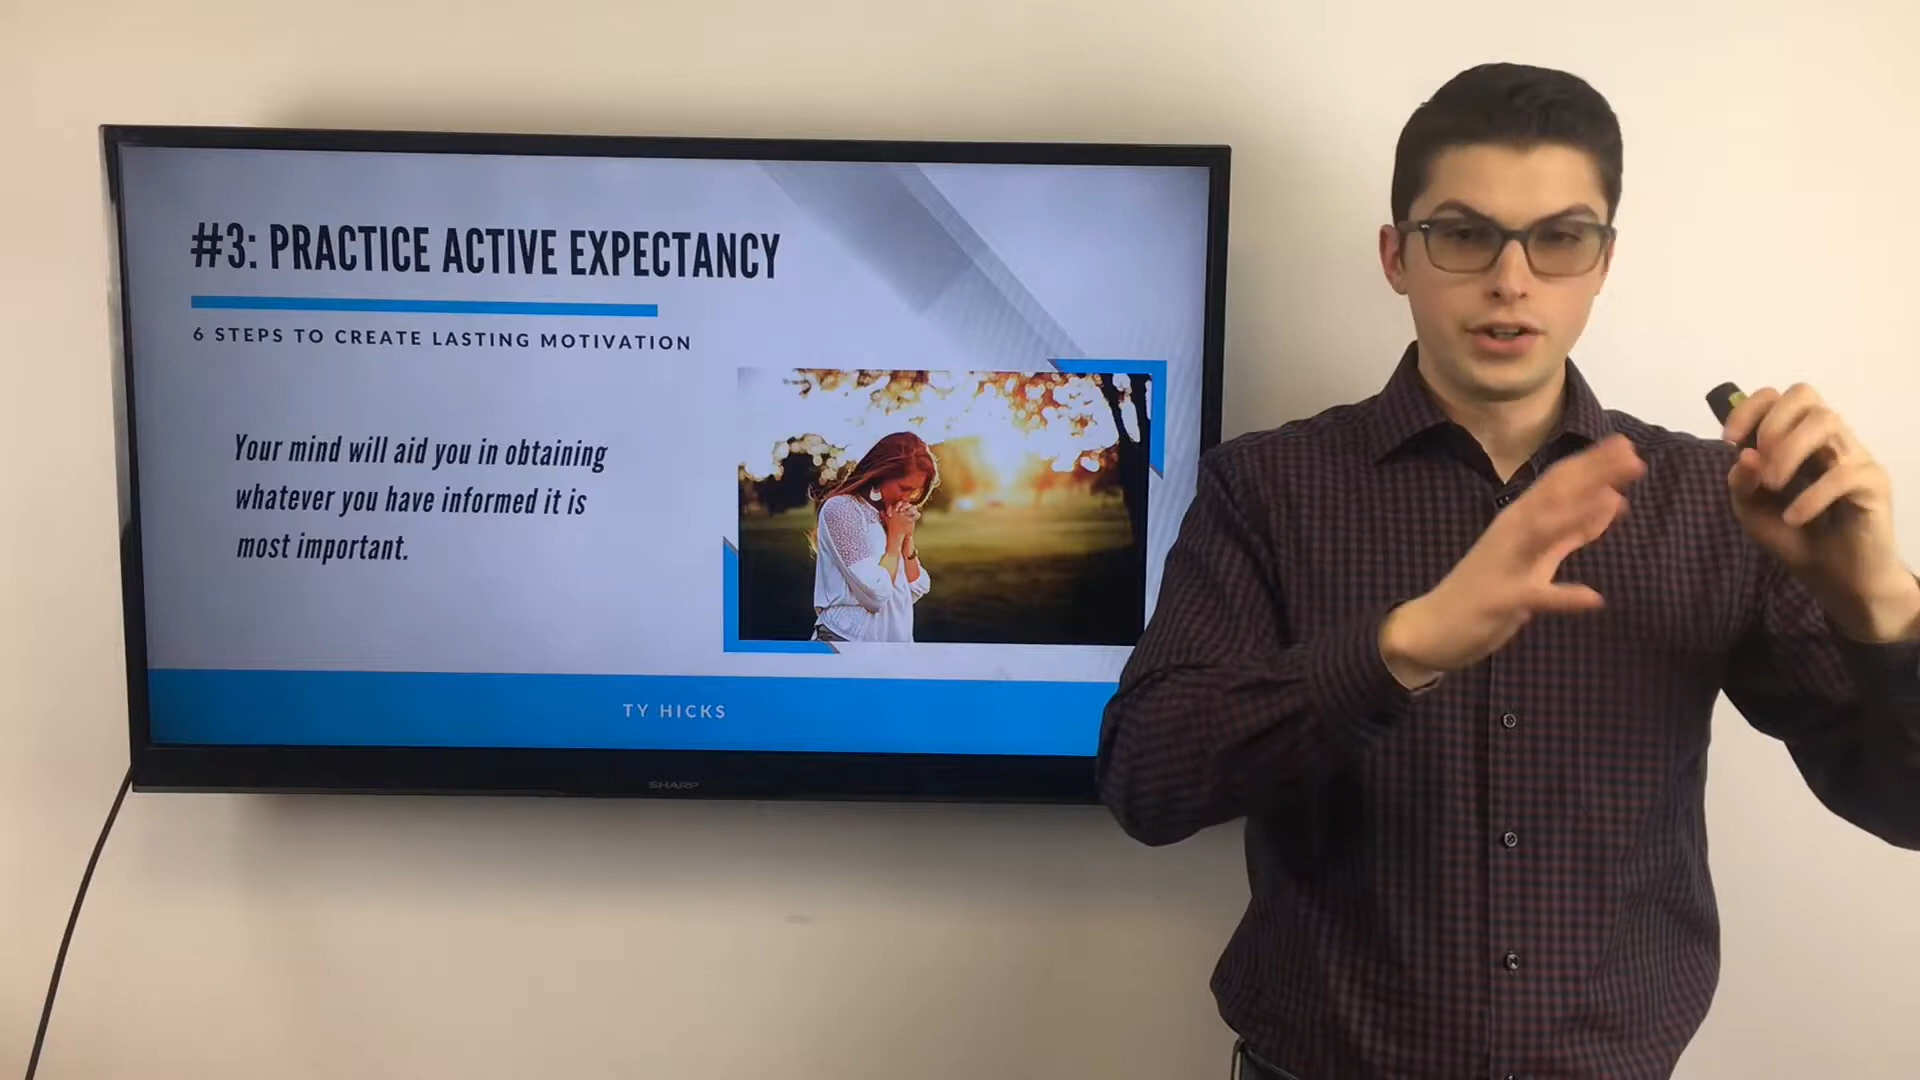 #3: PRACTICE ACTIVE EXPECTANCY
6 STEPS TO CREATE LASTING MOTIVATION
Your mind will aid you in obtaining
whatever you have informed it is
most important.
TY HICKS
SHARP